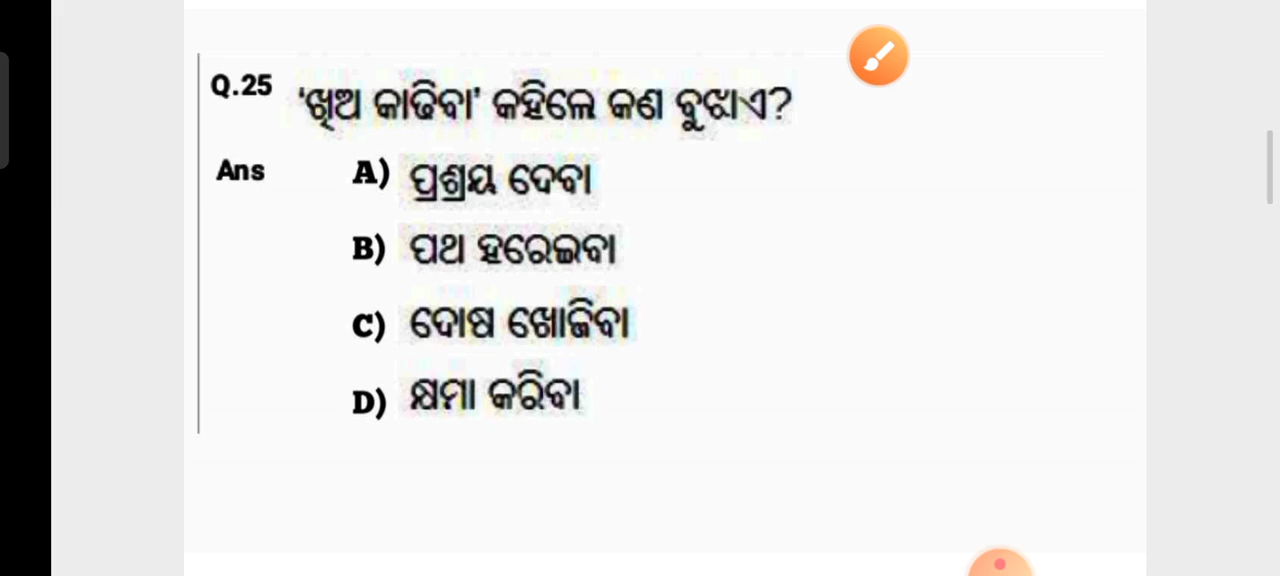 Q.25 'ଖିଅ କାଢିବା' କହିଲେ କଣ ବୁଝାଏ?
Ans A) ପ୍ରଶ୍ରୟ ଦେବା
B) ପଥ ହରେଇବା
C) ଦୋଷ ଖୋଜିବା
D) କ୍ଷମା କରିବା